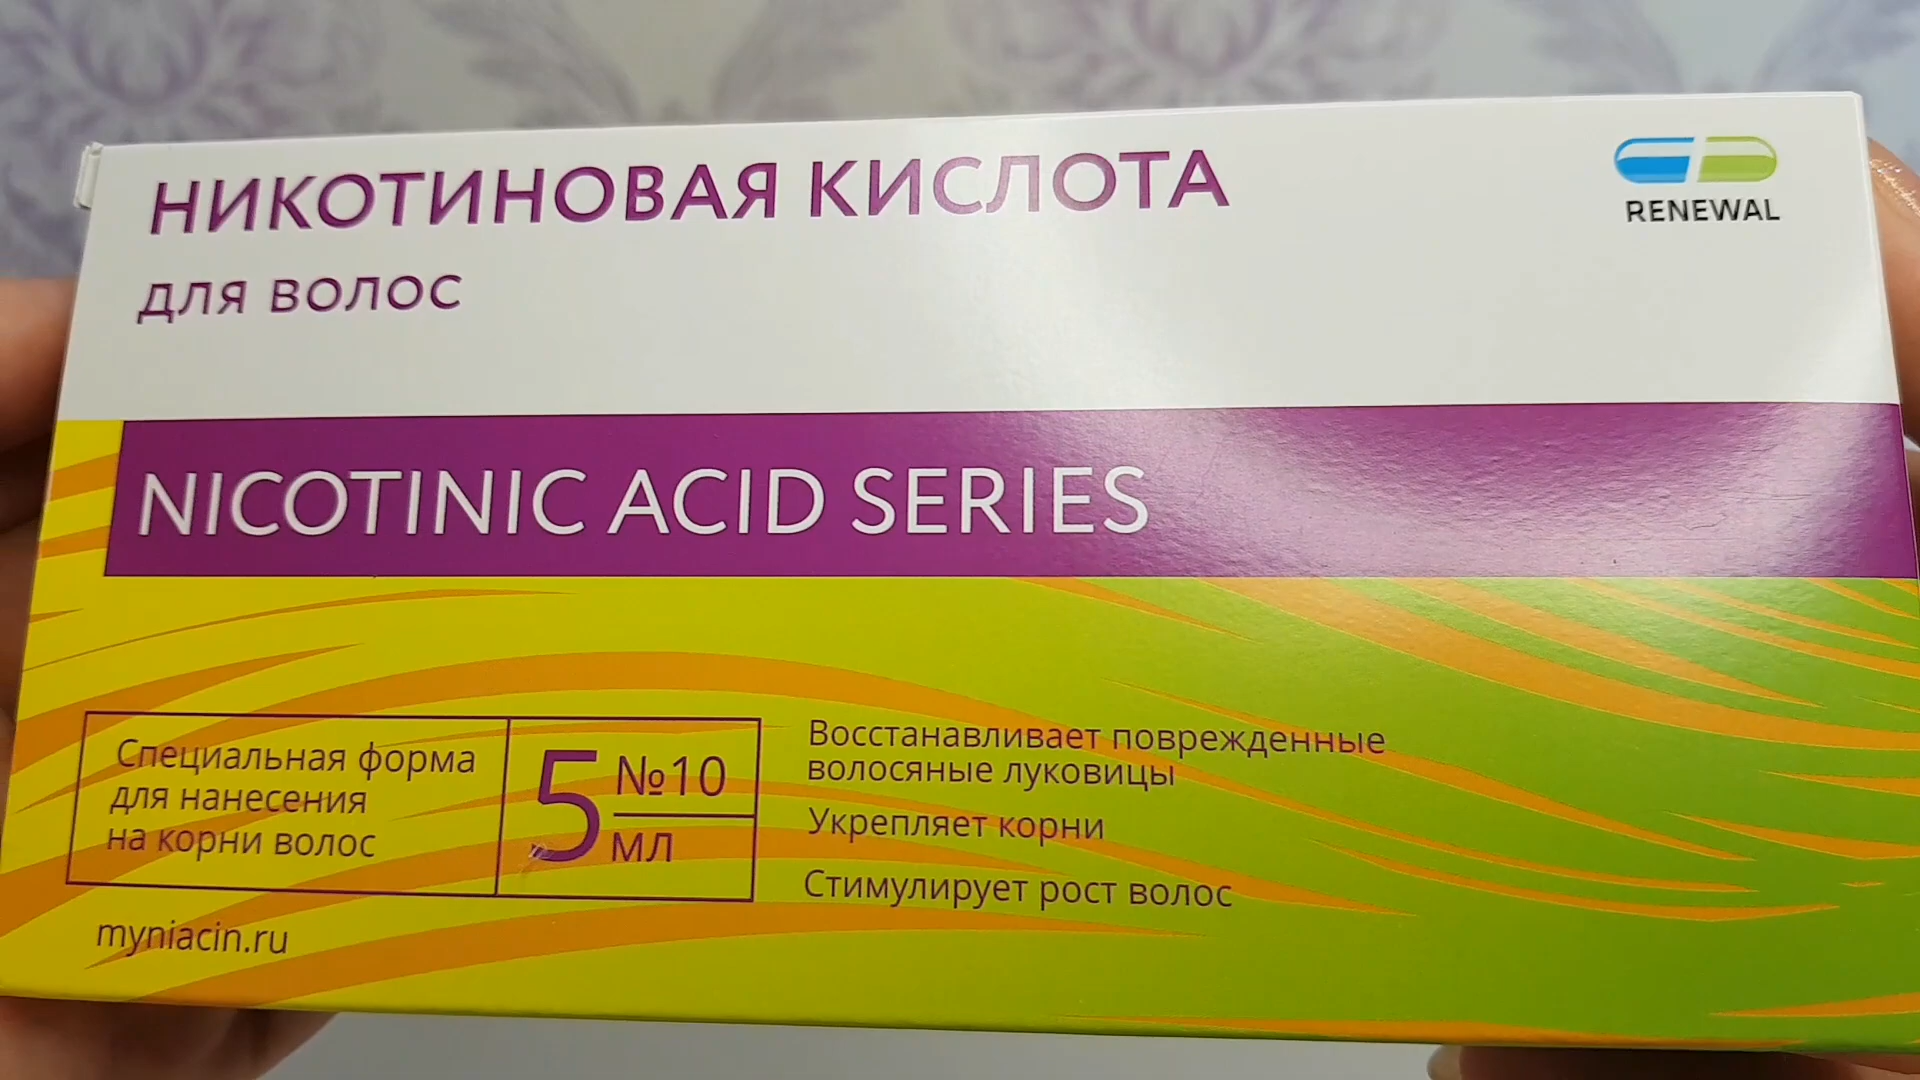 НИКОТИНОВАЯ КИСЛОТА
для волос
RENEWAL
NICOTINIC ACID SERIES
Специальная форма
для нанесения
на корни волос
5 №10
мл
Восстанавливает поврежденные
волосяные луковицы
Укрепляет корни
Стимулирует рост волос
myniacin.ru